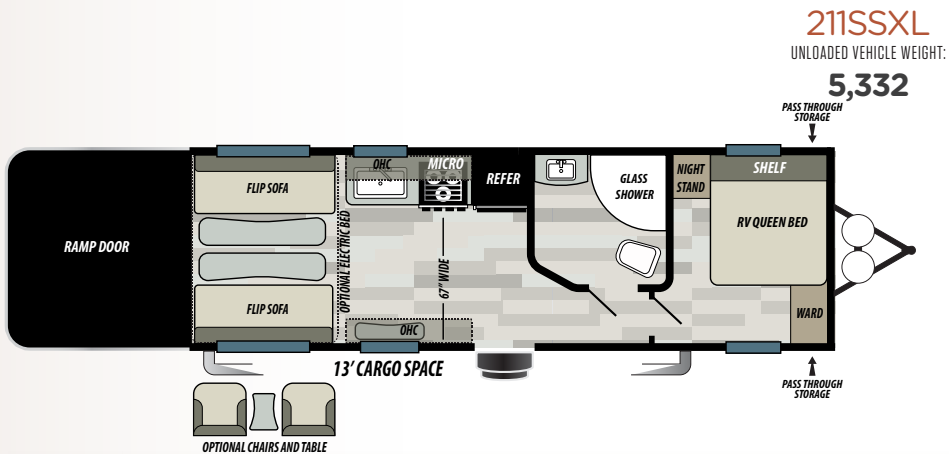 211SSXL
UNLOADED VEHICLE WEIGHT:
5,332
PASS THROUGH
STORAGE
OHC
MICRO
REFER
GLASS
SHOWER
NIGHT
STAND
SHELF
FLIP SOFA
RV QUEEN BED
RAMP DOOR
OPTIONAL ELECTRIC BED
67" WIDE
FLIP SOFA
OHC
WARD
13' CARGO SPACE
PASS THROUGH
STORAGE
OPTIONAL CHAIRS AND TABLE